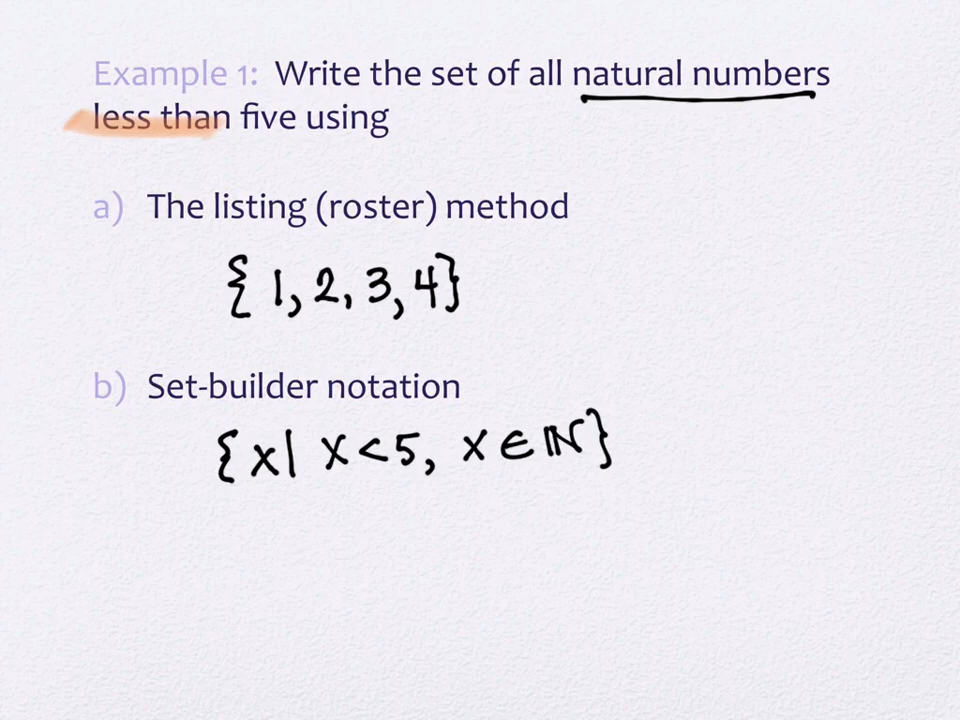 Example 1: Write the set of all natural numbers
less than five using
a) The listing (roster) method
{ 1, 2, 3, 4}
b) Set-builder notation
{x| x<5, x∈ℕ}